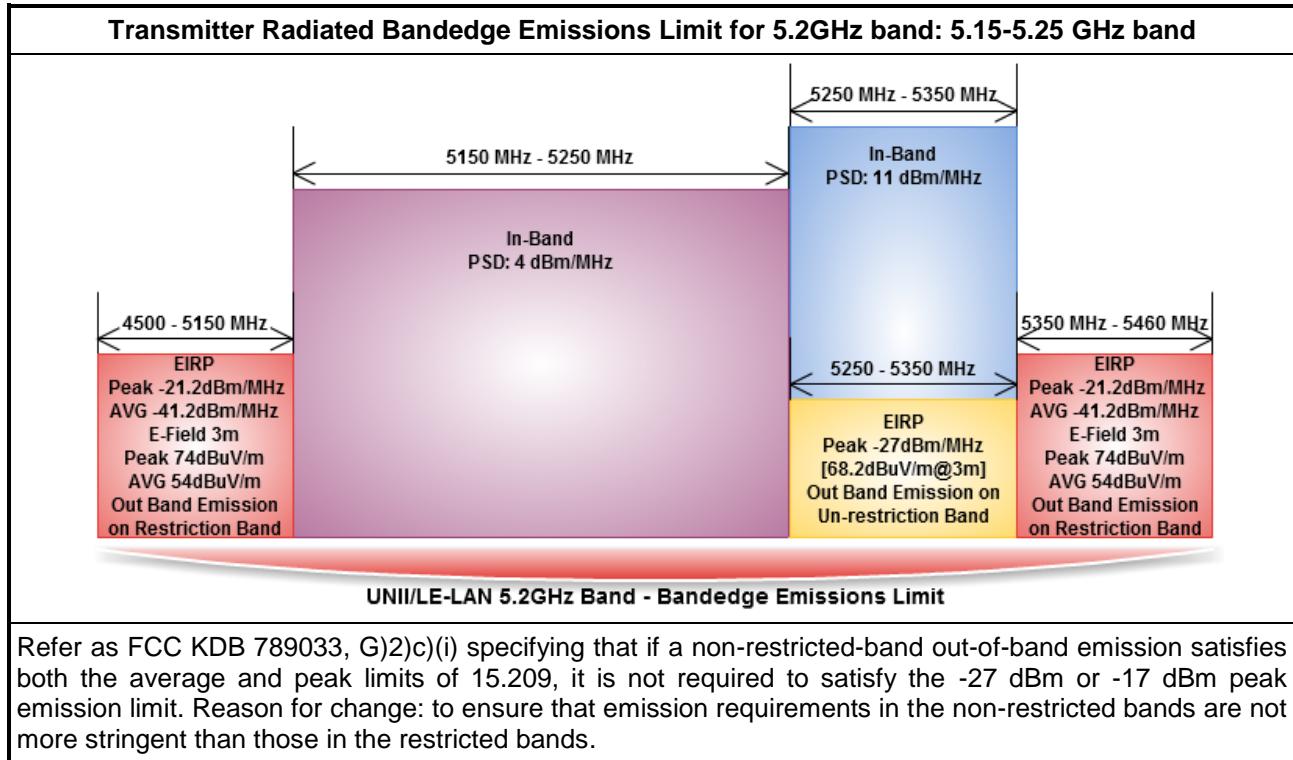 Transmitter Radiated Bandedge Emissions Limit for 5.2GHz band: 5.15-5.25 GHz band
5250 MHz - 5350 MHz
5150 MHz - 5250 MHz
In-Band
PSD: 11 dBm/MHz
In-Band
PSD: 4 dBm/MHz
4500 - 5150 MHz
5350 MHz - 5460 MHz
EIRP
Peak -21.2dBm/MHz
AVG -41.2dBm/MHz
E-Field 3m
Peak 74dBuV/m
AVG 54dBuV/m
Out Band Emission
on Restriction Band
5250 - 5350 MHz
EIRP
Peak -27dBm/MHz
[68.2dBuV/m@3m]
Out Band Emission on
Un-restriction Band
EIRP
Peak -21.2dBm/MHz
AVG -41.2dBm/MHz
E-Field 3m
Peak 74dBuV/m
AVG 54dBuV/m
Out Band Emission
on Restriction Band
UNII/LE-LAN 5.2GHz Band - Bandedge Emissions Limit
Refer as FCC KDB 789033, G)2)c)(i) specifying that if a non-restricted-band out-of-band emission satisfies
both the average and peak limits of 15.209, it is not required to satisfy the -27 dBm or -17 dBm peak
emission limit. Reason for change: to ensure that emission requirements in the non-restricted bands are not
more stringent than those in the restricted bands.